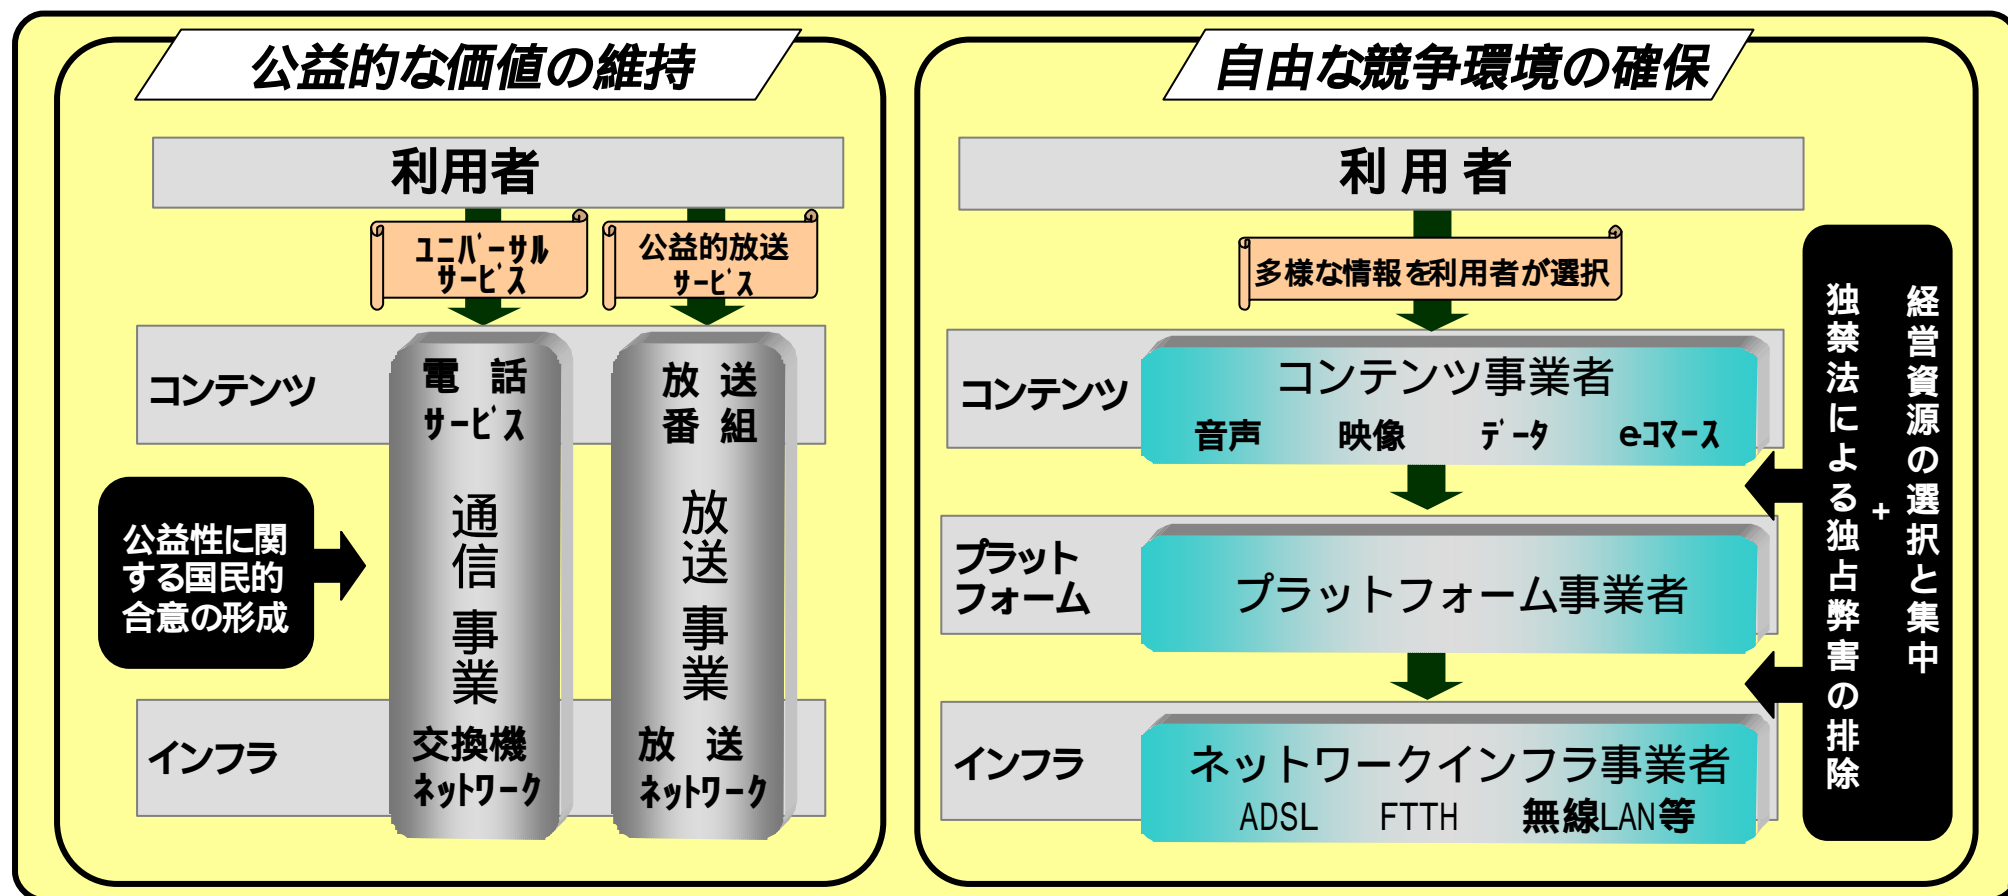 公益的な価値の維持
利用者
ﾕﾆﾊﾞｰｻﾙ
ｻｰﾋﾞｽ
公益的放送
ｻｰﾋﾞｽ
コンテンツ
電 話
ｻｰﾋﾞｽ
放 送
番 組
公益性に関
する国民的
合意の形成
通信事業
放送事業
インフラ
交換機
ﾈｯﾄﾜｰｸ
放 送
ﾈｯﾄﾜｰｸ
自由な競争環境の確保
利 用 者
多様な情報を利用者が選択
コンテンツ
コンテンツ事業者
音声 映像 ﾃﾞｰﾀ eｺﾏｰｽ
プラット
フォーム
プラットフォーム事業者
インフラ
ネットワークインフラ事業者
ADSL FTTH 無線LAN等
経営資源の選択と集中
+
独禁法による独占弊害の排除